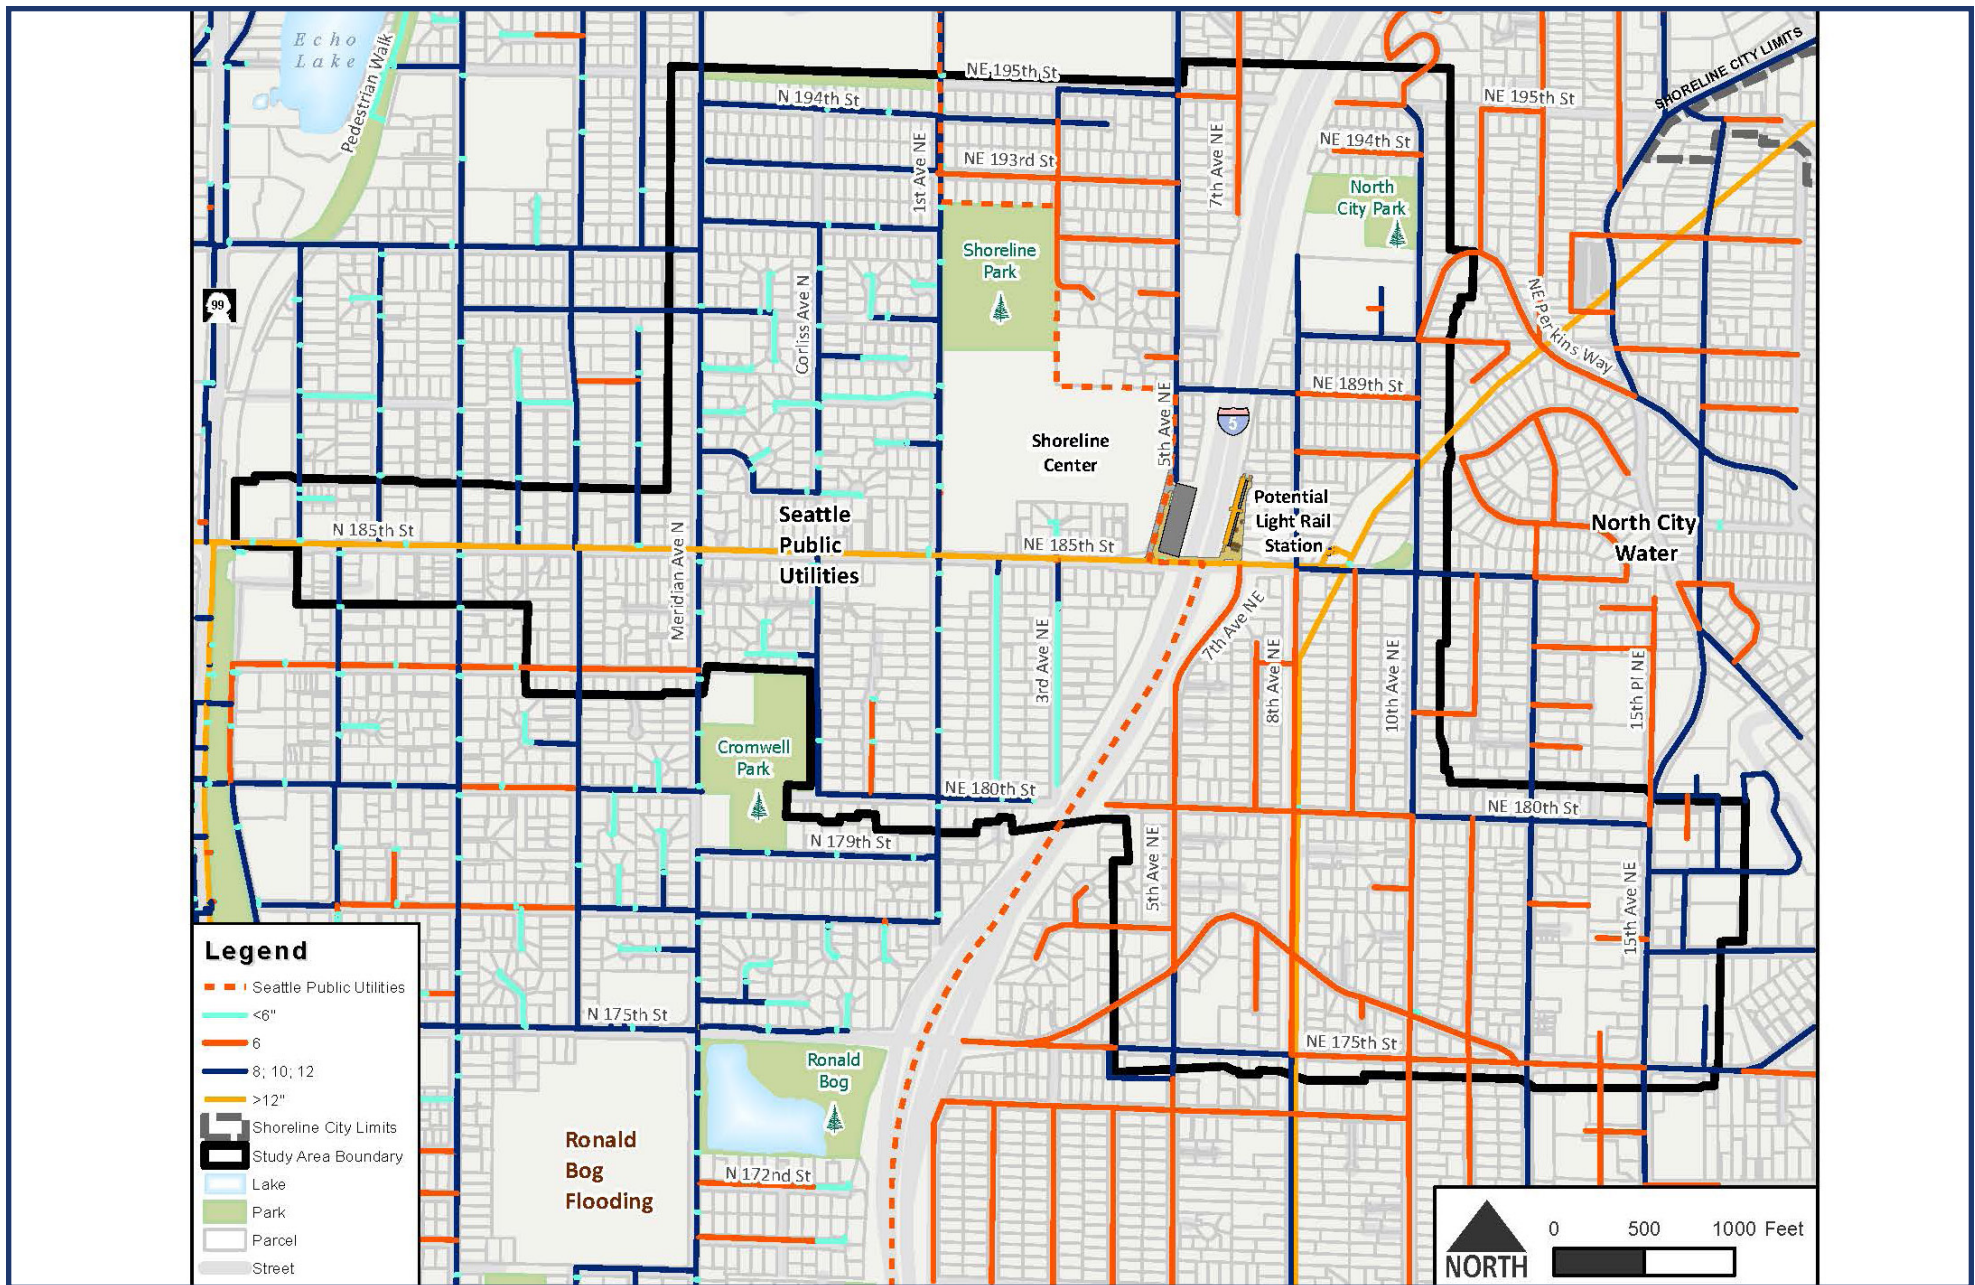 Echo
Lake
Pedestrian Walk
SHORELINE CITY LIMITS
NE 195th St
N 194th St
NE 195th St
1st Ave NE
NE 193rd St
7th Ave NE
NE 194th St
North
City Park
Shoreline
Park
99
Corliss Ave N
NE Perkins Way
5th Ave NE
NE 189th St
5
Shoreline
Center
Potential
Light Rail
Station
North City
Water
N 185th St
Meridian Ave N
Seattle
Public
Utilities
NE 185th St
3rd Ave NE
7th Ave NE
8th Ave NE
10th Ave NE
15th Pl NE
Cromwell
Park
NE 180th St
NE 180th St
N 179th St
5th Ave NE
15th Ave NE
N 175th St
NE 175th St
Ronald
Bog
Ronald
Bog
Flooding
N 172nd St
Legend
Seattle Public Utilities
<6"
6
8; 10; 12
>12"
Shoreline City Limits
Study Area Boundary
Lake
Park
Parcel
Street
NORTH
0 500 1000 Feet